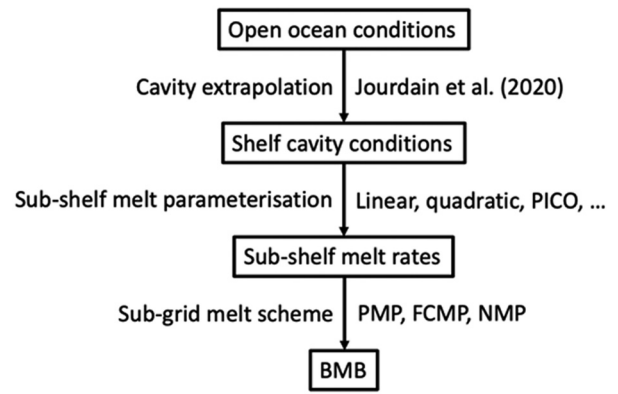 Open ocean conditions
Cavity extrapolation Jourdain et al. (2020)
Shelf cavity conditions
Sub-shelf melt parameterisation Linear, quadratic, PICO, ...
Sub-shelf melt rates
Sub-grid melt scheme PMP, FCMP, NMP
BMB